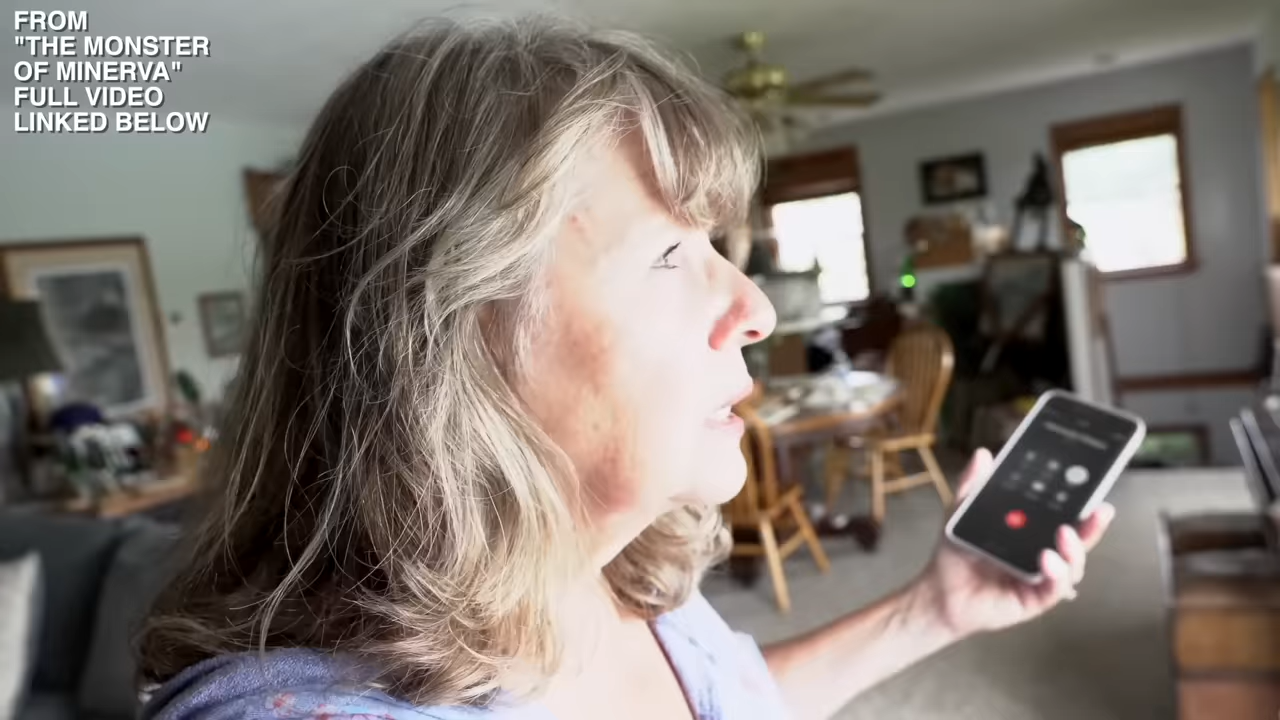 FROM
"THE MONSTER
OF MINERVA"
FULL VIDEO
LINKED BELOW